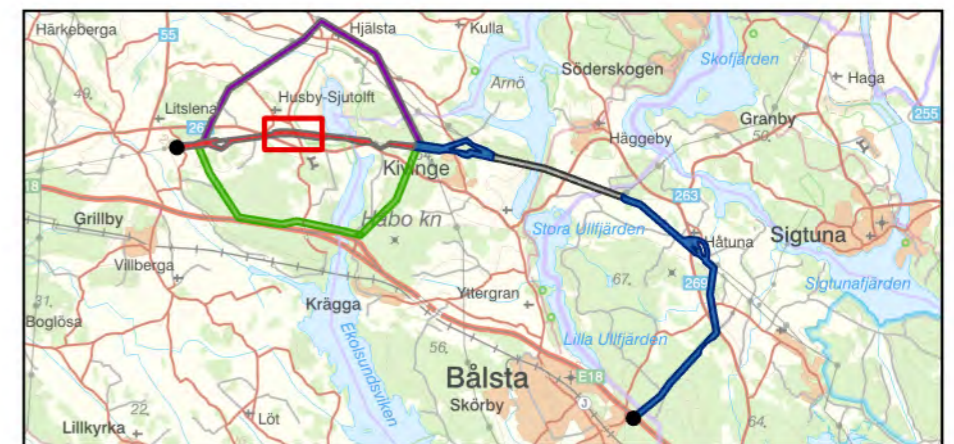 Härkeberga
55
Hjälsta
Kulla
Skofjärden
Söderskogen
Haga
49.
Arnö
Litslena
Husby-Sjutolft
Granby
255
26
Häggeby
50.
Kivinge
18
263
Grillby
Habo kn
Stora Ullfjärden
Håtuna
Sigtuna
Villberga
67.
269
Sigtunafjärden
Yttergran
31.
Krägga
Boglösa
Ekolsundsviken
56.
Lilla Ullfjärden
Bålsta
E18
Skörby
J
22
Löt
64.
Lillkyrka